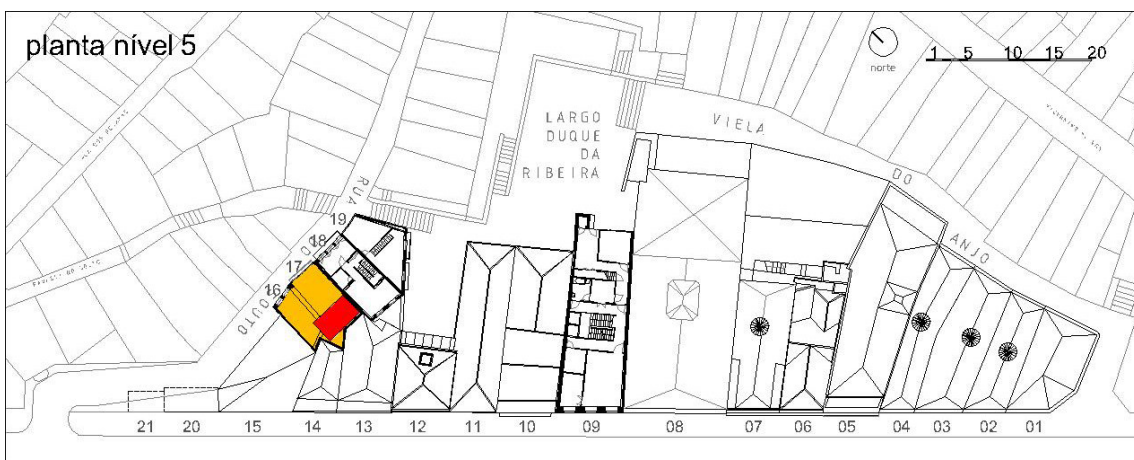 planta nível 5
norte
1 5 10 15 20
LARGO
DUQUE
DA
RIBEIRA
VIELA
DO
ANJO
RUA
DO
SOUTO
19
18
17
16
21 20 15 14 13 12 11 10 09 08 07 06 05 04 03 02 01